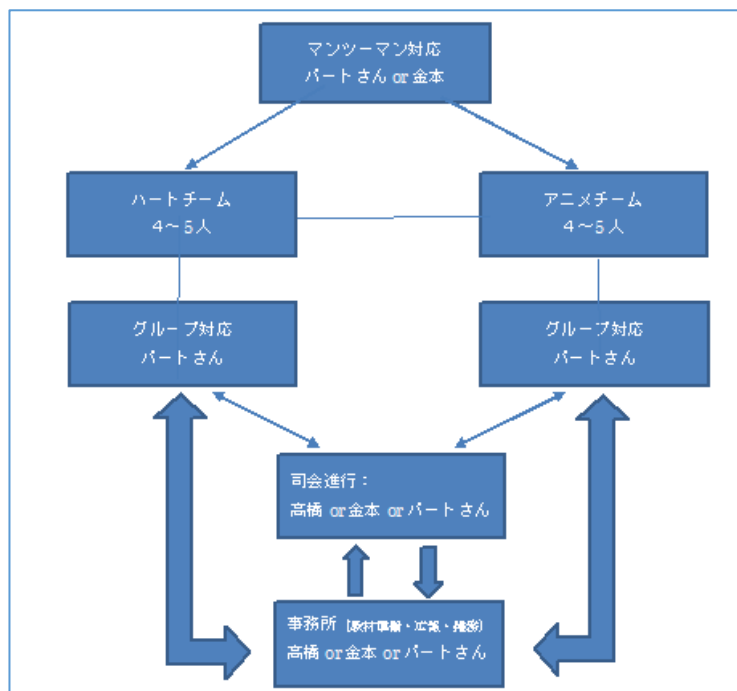 マンツーマン対応
パートさん or 金本
ハートチーム
4～5人
アニメチーム
4～5人
グループ対応
パートさん
グループ対応
パートさん
司会進行：
高橋 or 金本 or パートさん
事務所
高橋 or 金本 or パートさん